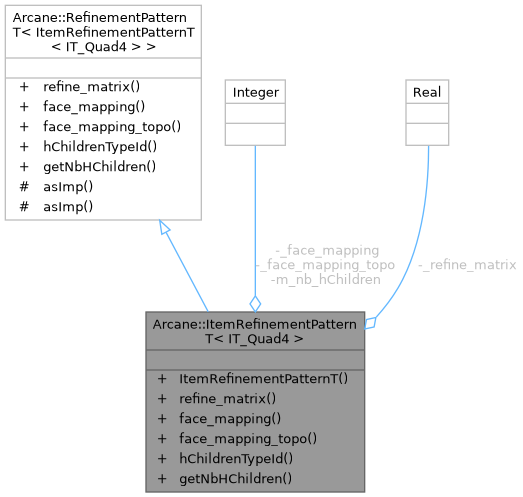 Arcane::RefinementPattern
T< ItemRefinementPatternT
< IT_Quad4 > >
+ refine_matrix()
+ face_mapping()
+ face_mapping_topo()
+ hChildrenTypeId()
+ getNbHChildren()
# asImp()
# asImp()
Integer
Real
-_face_mapping
-_face_mapping_topo
-m_nb_hChildren
-_refine_matrix
Arcane::ItemRefinementPattern
T< IT_Quad4 >
+ ItemRefinementPatternT()
+ refine_matrix()
+ face_mapping()
+ face_mapping_topo()
+ hChildrenTypeId()
+ getNbHChildren()